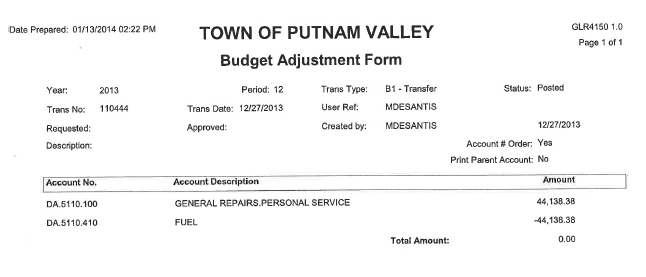 Date Prepared: 01/13/2014 02:22 PM TOWN OF PUTNAM VALLEY GLR4150 1.0
Page 1 of 1
Budget Adjustment Form
Year: 2013 Period: 12 Trans Type: B1 - Transfer Status: Posted
Trans No: 110444 Trans Date: 12/27/2013 User Ref: MDESANTIS
Requested: Approved: Created by: MDESANTIS 12/27/2013
Description: Account # Order: Yes
Print Parent Account: No
Account No. Account Description Amount
DA.5110.100 GENERAL REPAIRS.PERSONAL SERVICE 44,138.38
DA.5110.410 FUEL -44,138.38
Total Amount: 0.00